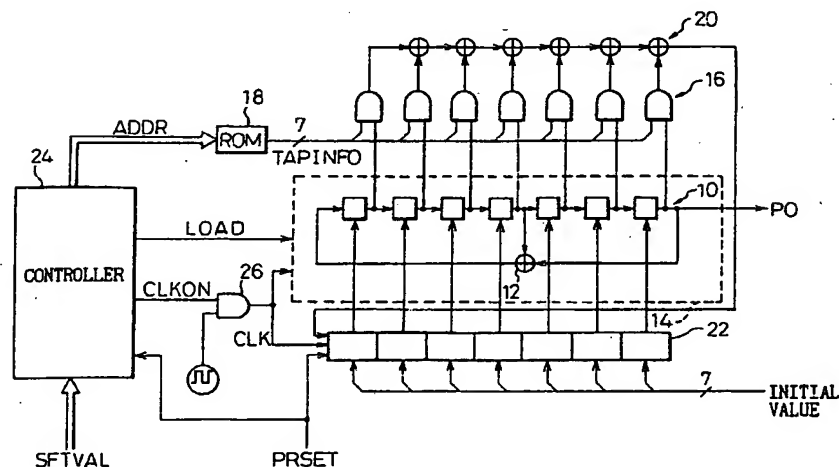 20
18
16
ADDR
ROM
7
24
TAPINFO
10
PO
LOAD
CONTROLLER
26
12
CLKON
14
22
CLK
7
INITIAL
VALUE
SFTVAL
PRSET